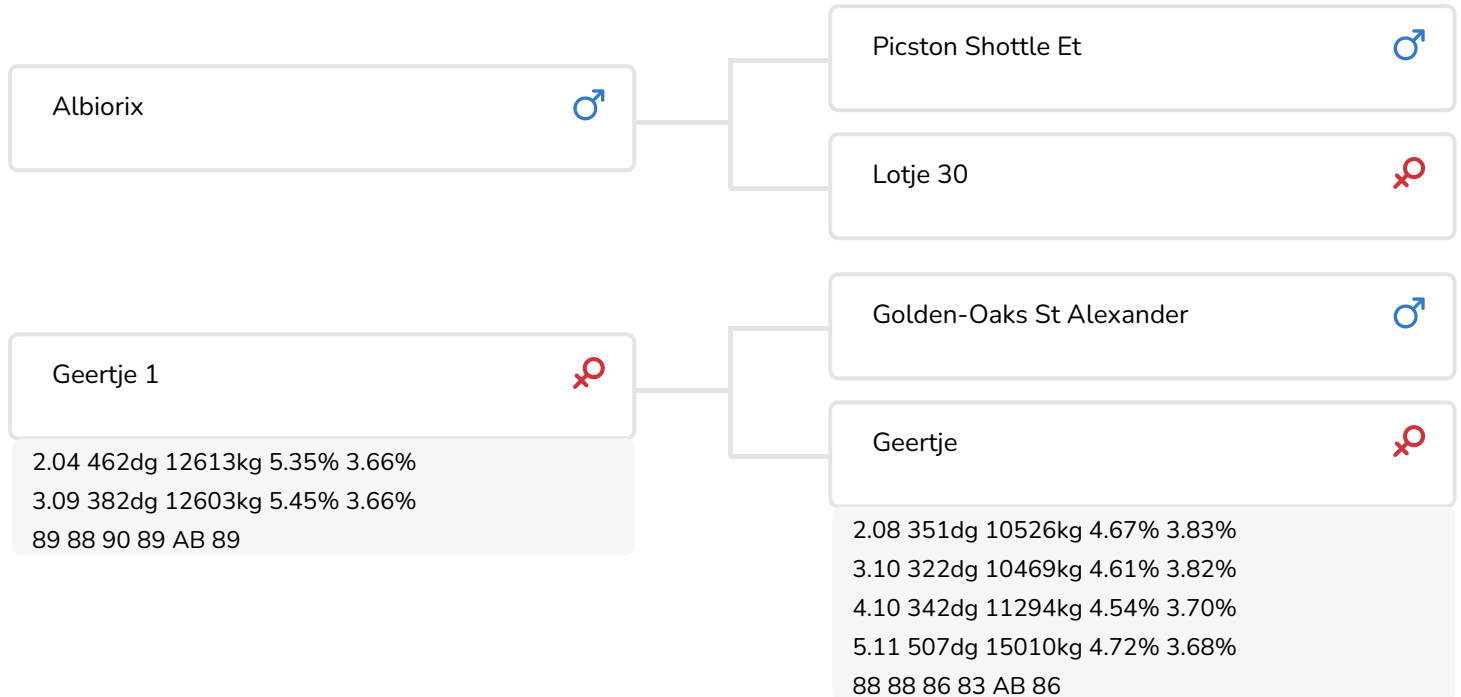 Albiorix
Picston Shottle Et
Lotje 30
Geertje 1
2.04 462dg 12613kg 5.35% 3.66%
3.09 382dg 12603kg 5.45% 3.66%
89 88 90 89 AB 89
Golden-Oaks St Alexander
Geertje
2.08 351dg 10526kg 4.67% 3.83%
3.10 322dg 10469kg 4.61% 3.82%
4.10 342dg 11294kg 4.54% 3.70%
5.11 507dg 15010kg 4.72% 3.68%
88 88 86 83 AB 86